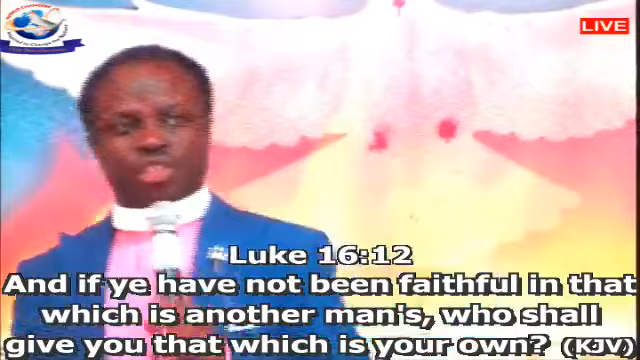 LIVE
Luke 16:12
And if ye have not been faithful in that
which is another man's, who shall
give you that which is your own? (KJV)